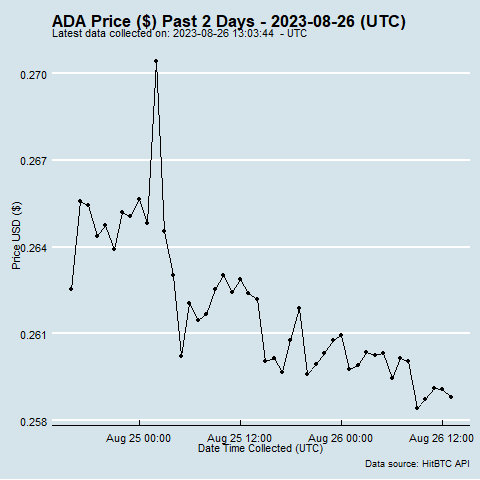 ADA Price ($) Past 2 Days - 2023-08-26 (UTC)
Latest data collected on: 2023-08-26 13:03:44 - UTC
0.270
0.267
0.264
0.261
0.258
Price USD ($)
Aug 25 00:00
Aug 25 12:00
Aug 26 00:00
Aug 26 12:00
Date Time Collected (UTC)
Data source: HitBTC API